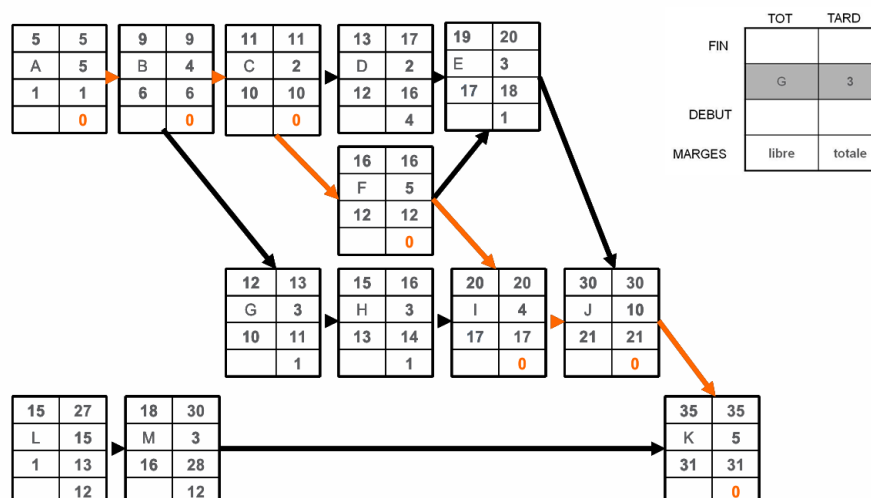 TOT TARD
FIN
G 3
DEBUT
MARGES libre totale
5 5
A 5
1 1
0
9 9
B 4
6 6
0
11 11
C 2
10 10
0
13 17
D 2
12 16
4
19 20
E 3
17 18
1
16 16
F 5
12 12
0
12 13
G 3
10 11
1
15 16
H 3
13 14
1
20 20
I 4
17 17
0
30 30
J 10
21 21
0
15 27
L 15
1 13
12
18 30
M 3
16 28
12
35 35
K 5
31 31
0